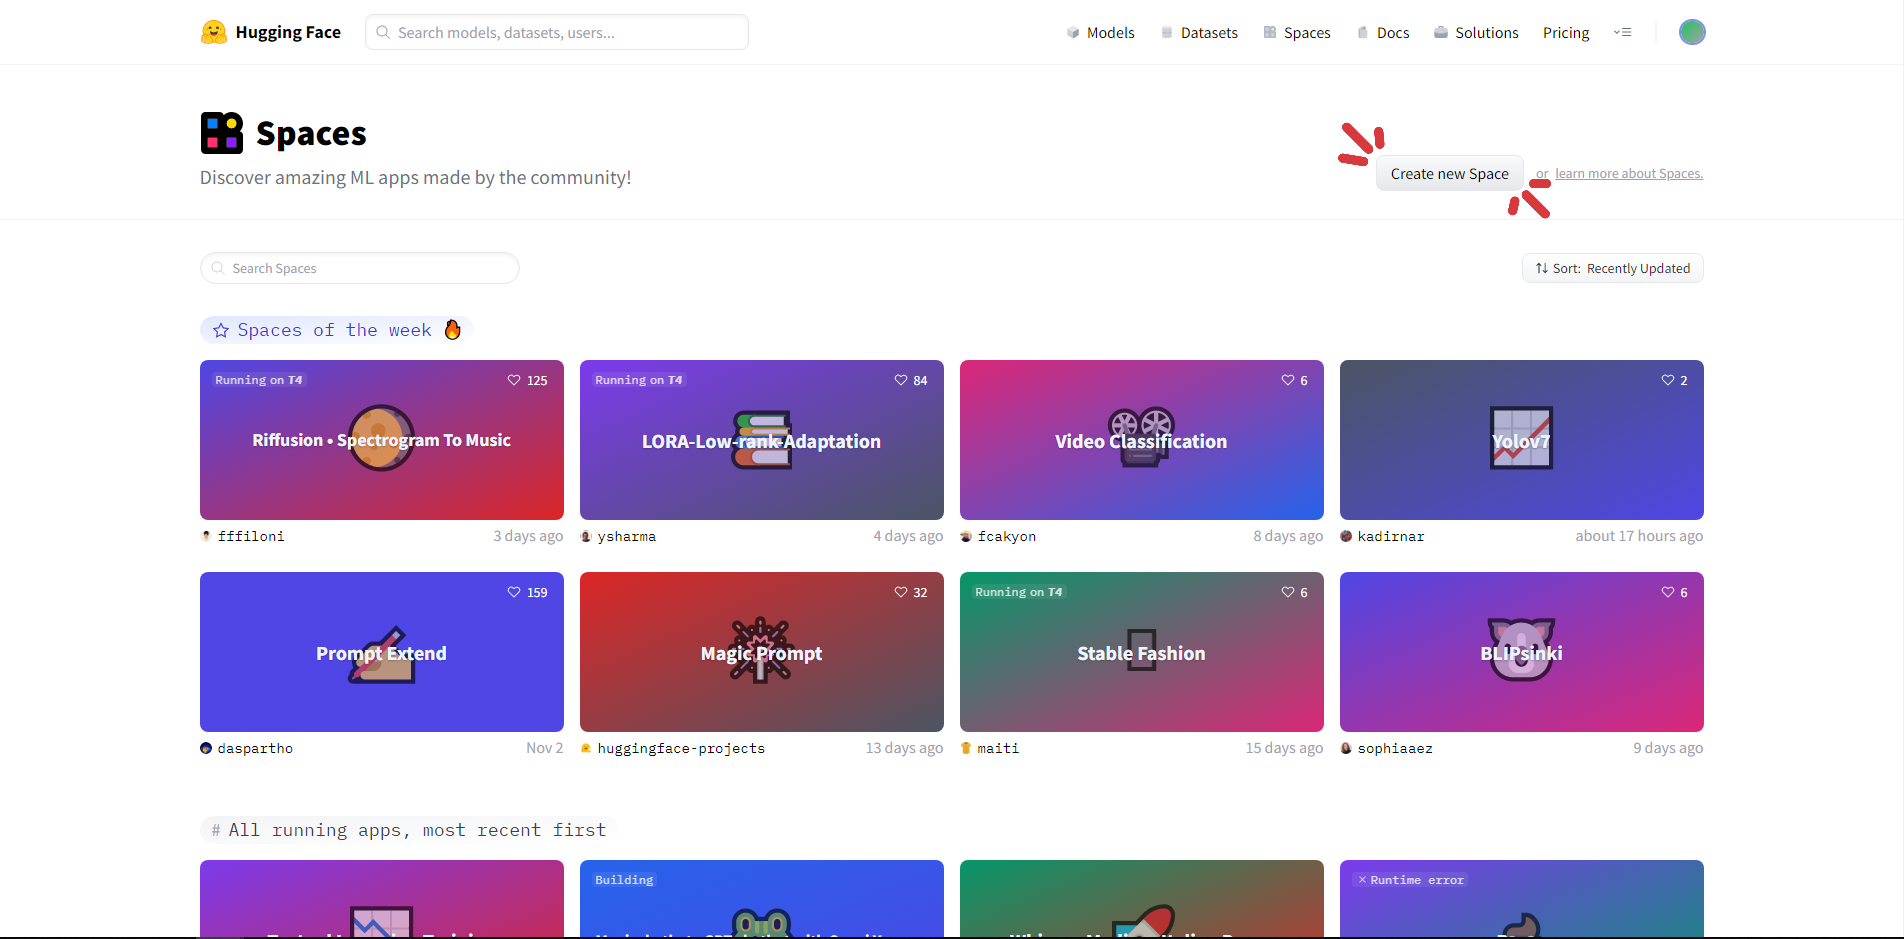 Hugging Face
Search models, datasets, users...
Models
Datasets
Spaces
Docs
Solutions
Pricing
Spaces
Discover amazing ML apps made by the community!
Create new Space
or learn more about Spaces.
Search Spaces
Sort: Recently Updated
Spaces of the week 🔥
Running on T4
125
Riffusion • Spectrogram To Music
fffiloni
3 days ago
Running on T4
84
LORA-Low-rank-Adaptation
ysharma
4 days ago
6
Video Classification
fcakyon
8 days ago
2
Yolov7
kadirnar
about 17 hours ago
159
Prompt Extend
daspartho
Nov 2
32
Magic Prompt
huggingface-projects
13 days ago
Running on T4
6
Stable Fashion
maiti
15 days ago
6
BLIPsinki
sophiaaez
9 days ago
# All running apps, most recent first
Building
Runtime error